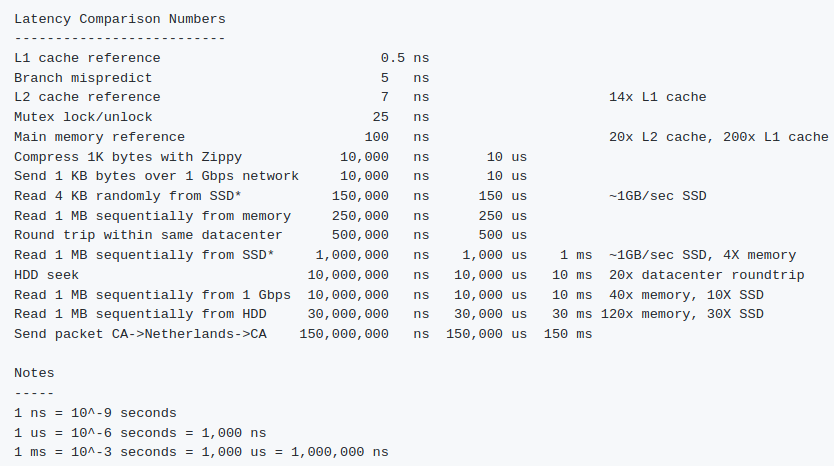 Latency Comparison Numbers
--------------------------
L1 cache reference                           0.5 ns
Branch mispredict                            5   ns
L2 cache reference                           7   ns                      14x L1 cache
Mutex lock/unlock                           25   ns
Main memory reference                      100   ns                      20x L2 cache, 200x L1 cache
Compress 1K bytes with Zippy            10,000   ns       10 us
Send 1 KB bytes over 1 Gbps network     10,000   ns       10 us
Read 4 KB randomly from SSD*           150,000   ns      150 us          ~1GB/sec SSD
Read 1 MB sequentially from memory     250,000   ns      250 us
Round trip within same datacenter      500,000   ns      500 us
Read 1 MB sequentially from SSD*     1,000,000   ns    1,000 us    1 ms  ~1GB/sec SSD, 4X memory
HDD seek                            10,000,000   ns   10,000 us   10 ms  20x datacenter roundtrip
Read 1 MB sequentially from 1 Gbps  10,000,000   ns   10,000 us   10 ms  40x memory, 10X SSD
Read 1 MB sequentially from HDD     30,000,000   ns   30,000 us   30 ms 120x memory, 30X SSD
Send packet CA->Netherlands->CA    150,000,000   ns  150,000 us  150 ms
Notes
-----
1 ns = 10^-9 seconds
1 us = 10^-6 seconds = 1,000 ns
1 ms = 10^-3 seconds = 1,000 us = 1,000,000 ns